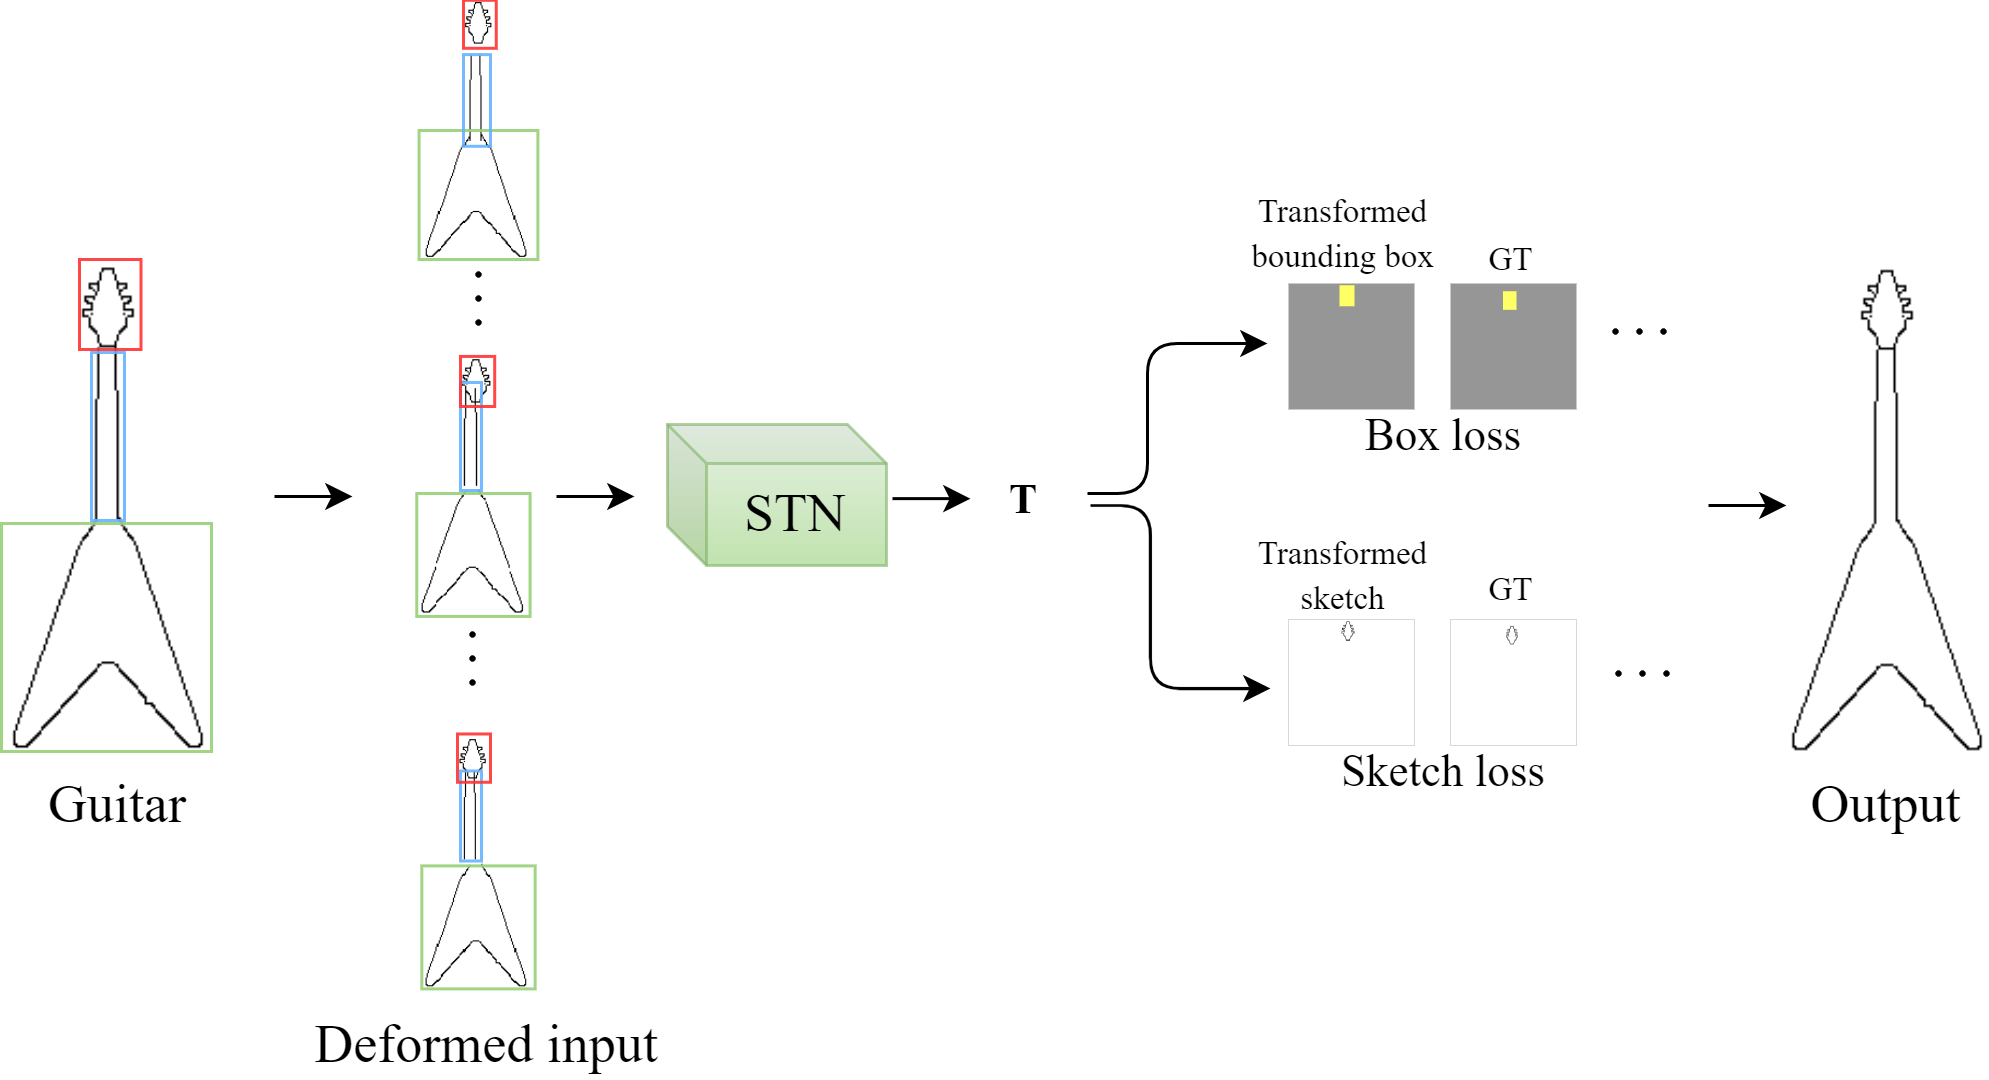 Guitar
Deformed input
STN
T
Transformed
bounding box
GT
Box loss
Transformed
sketch
GT
Sketch loss
Output